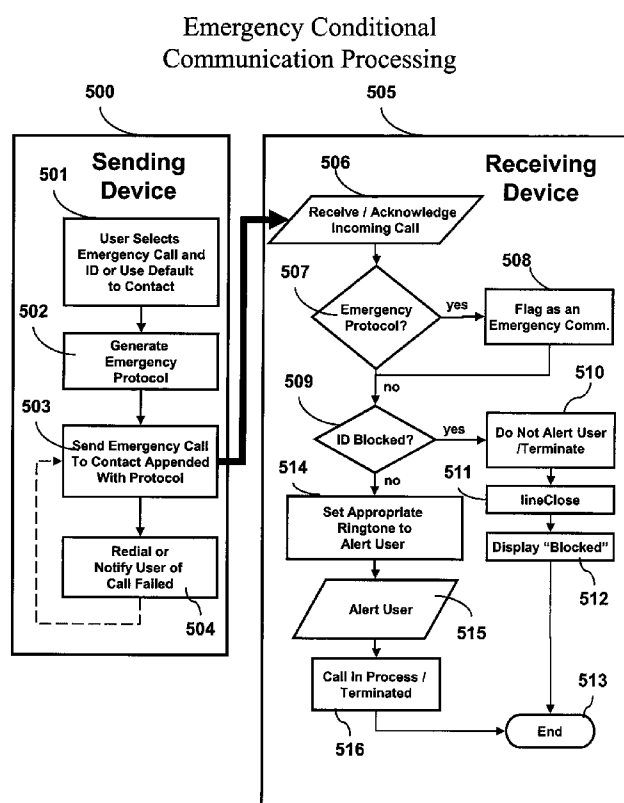 Emergency Conditional
Communication Processing
500
505
Sending
Device
501
User Selects
Emergency Call and
ID or Use Default
to Contact
502
Generate
Emergency
Protocol
503
Send Emergency Call
To Contact Appended
With Protocol
Redial or
Notify User of
Call Failed
504
Receiving
Device
506
Receive / Acknowledge
Incoming Call
507
Emergency
Protocol?
yes
508
Flag as an
Emergency Comm.
no
509
ID Blocked?
yes
510
Do Not Alert User
/Terminate
511
lineClose
Display "Blocked"
512
no
514
Set Appropriate
Ringtone to
Alert User
Alert User
515
Call In Process /
Terminated
516
513
End